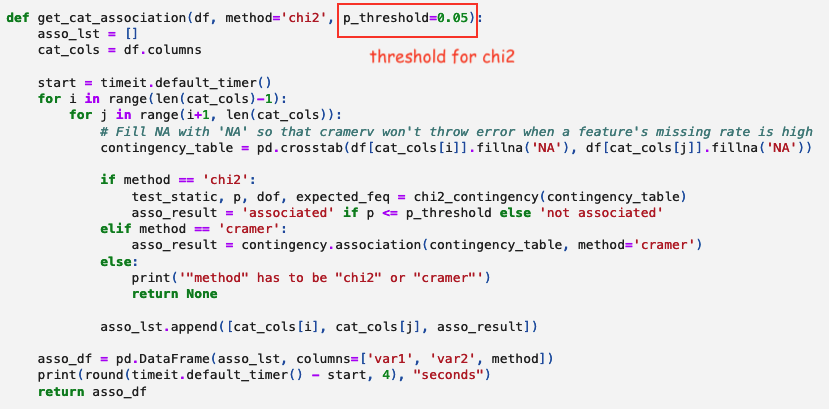 def get_cat_association(df, method='chi2', p_threshold=0.05):
threshold for chi2
    asso_lst = []
    cat_cols = df.columns

    start = timeit.default_timer()
    for i in range(len(cat_cols)-1):
        for j in range(i+1, len(cat_cols)):
            # Fill NA with 'NA' so that cramerv won't throw error when a feature's missing rate is high
            contingency_table = pd.crosstab(df[cat_cols[i]].fillna('NA'), df[cat_cols[j]].fillna('NA'))

            if method == 'chi2':
                test_static, p, dof, expected_feq = chi2_contingency(contingency_table)
                asso_result = 'associated' if p <= p_threshold else 'not associated'
            elif method == 'cramer':
                asso_result = contingency.association(contingency_table, method='cramer')
            else:
                print('"method" has to be "chi2" or "cramer"')
                return None

            asso_lst.append([cat_cols[i], cat_cols[j], asso_result])

    asso_df = pd.DataFrame(asso_lst, columns=['var1', 'var2', method])
    print(round(timeit.default_timer() - start, 4), "seconds")
    return asso_df